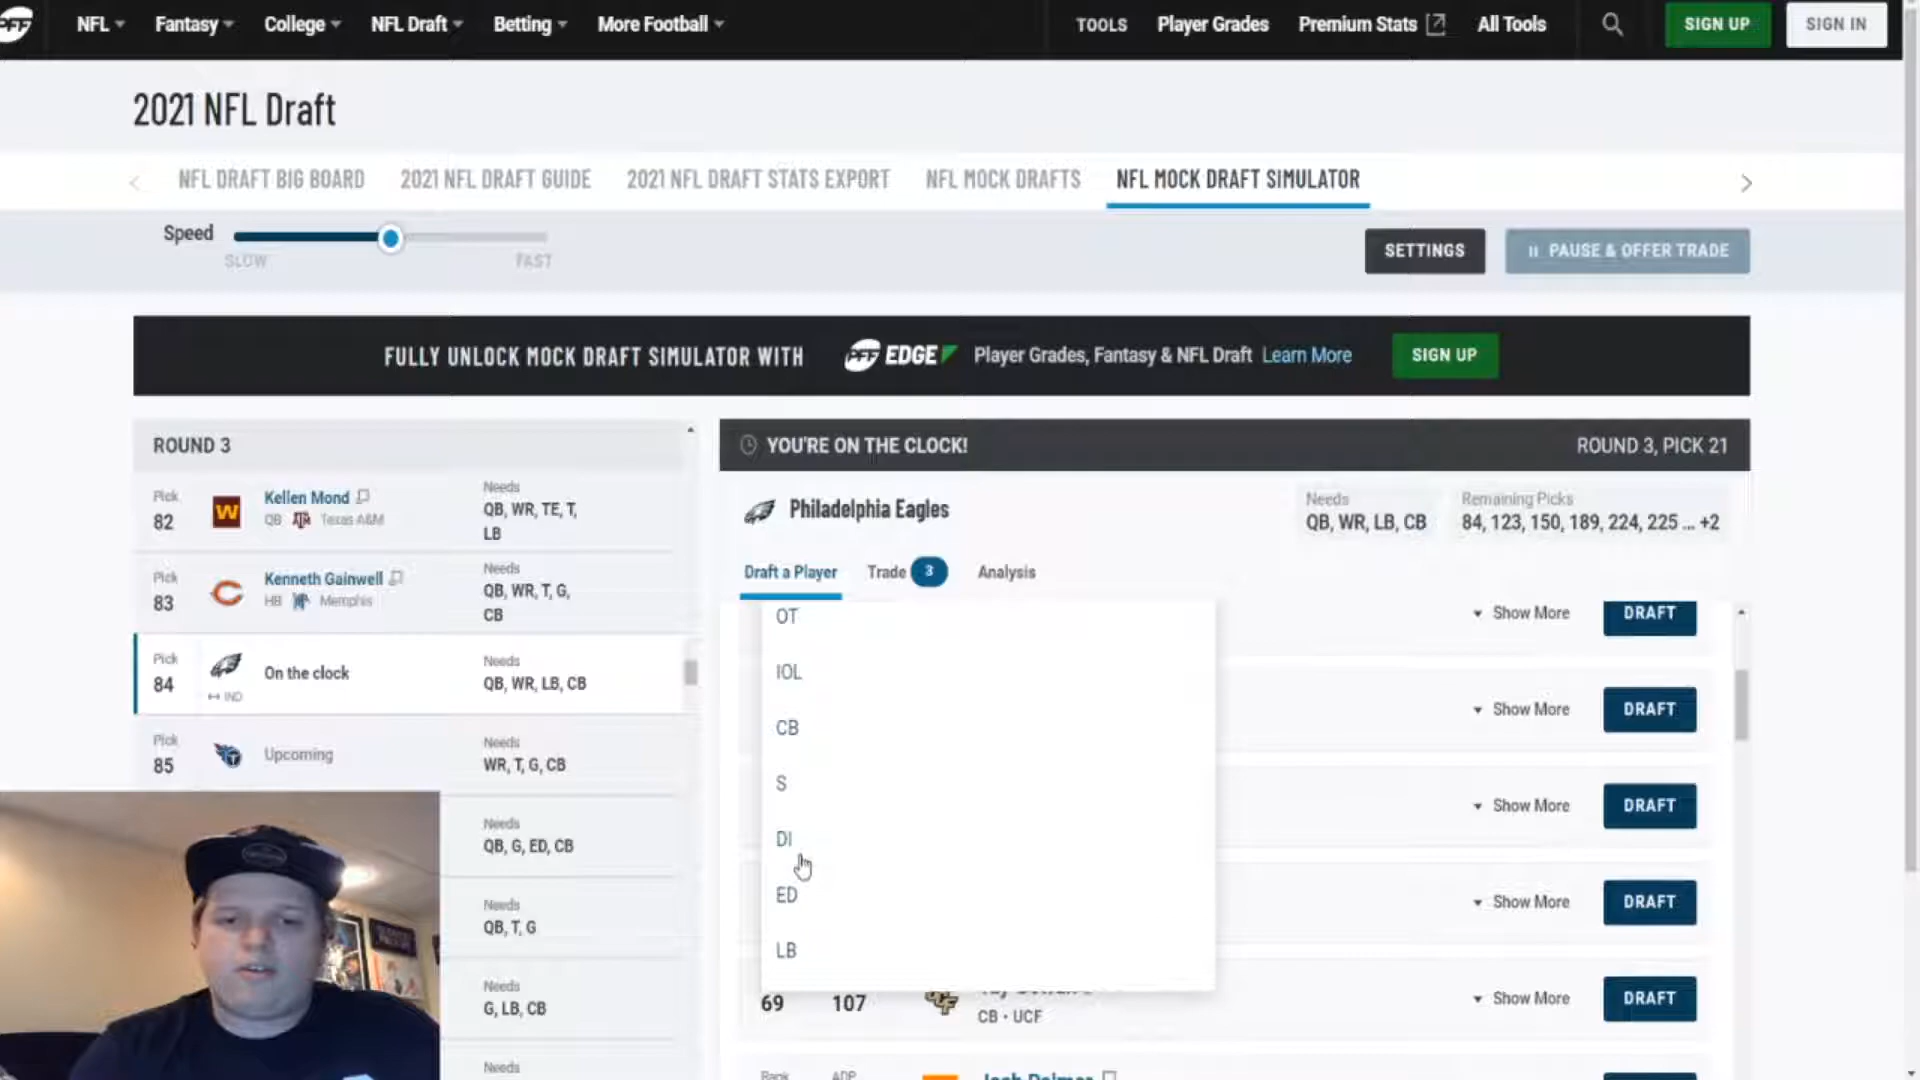 PFF NFL Fantasy College NFL Draft Betting More Football TOOLS Player Grades Premium Stats All Tools SIGN UP SIGN IN
2021 NFL Draft
NFL DRAFT BIG BOARD 2021 NFL DRAFT GUIDE 2021 NFL DRAFT STATS EXPORT NFL MOCK DRAFTS NFL MOCK DRAFT SIMULATOR
Speed
SLOW FAST
SETTINGS PAUSE & OFFER TRADE
FULLY UNLOCK MOCK DRAFT SIMULATOR WITH PFF EDGE Player Grades, Fantasy & NFL Draft Learn More SIGN UP
ROUND 3
Pick
82
W
Kellen Mond
QB Texas A&M
Needs
QB, WR, TE, T,
LB
Pick
83
Kenneth Gainwell
HB Memphis
Needs
QB, WR, T, G,
CB
Pick
84
IND
On the clock
Needs
QB, WR, LB, CB
Pick
85
Upcoming
Needs
WR, T, G, CB
Needs
QB, G, ED, CB
Needs
QB, T, G
Needs
G, LB, CB
Needs
YOU'RE ON THE CLOCK! ROUND 3, PICK 21
Philadelphia Eagles
Needs
QB, WR, LB, CB
Remaining Picks
84, 123, 150, 189, 224, 225 ... +2
Draft a Player Trade 3 Analysis
OT
IOL
CB
S
DI
ED
LB
Show More DRAFT
Show More DRAFT
Show More DRAFT
Show More DRAFT
69 107
CB • UCF
Show More DRAFT
Rank ADP